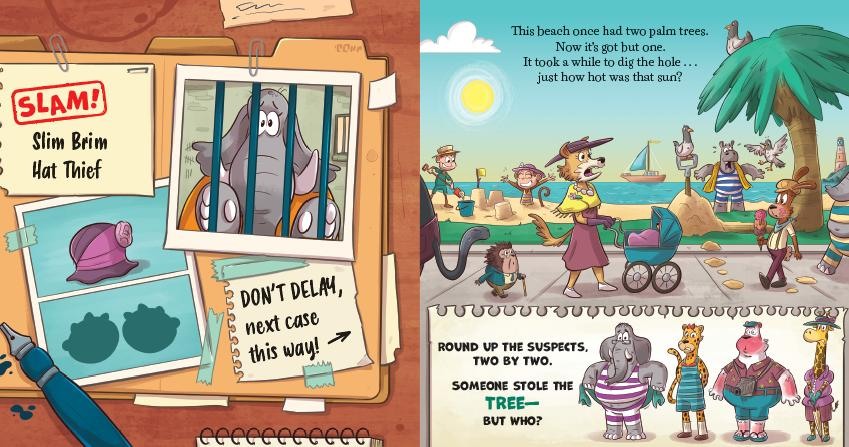 SLAM!
Slim Brim
Hat Thief
DON'T DELAY,
next case
this way!
This beach once had two palm trees.
Now it's got but one.
It took a while to dig the hole . . .
just how hot was that sun?
ROUND UP THE SUSPECTS,
TWO BY TWO.
SOMEONE STOLE THE
TREE—
BUT WHO?